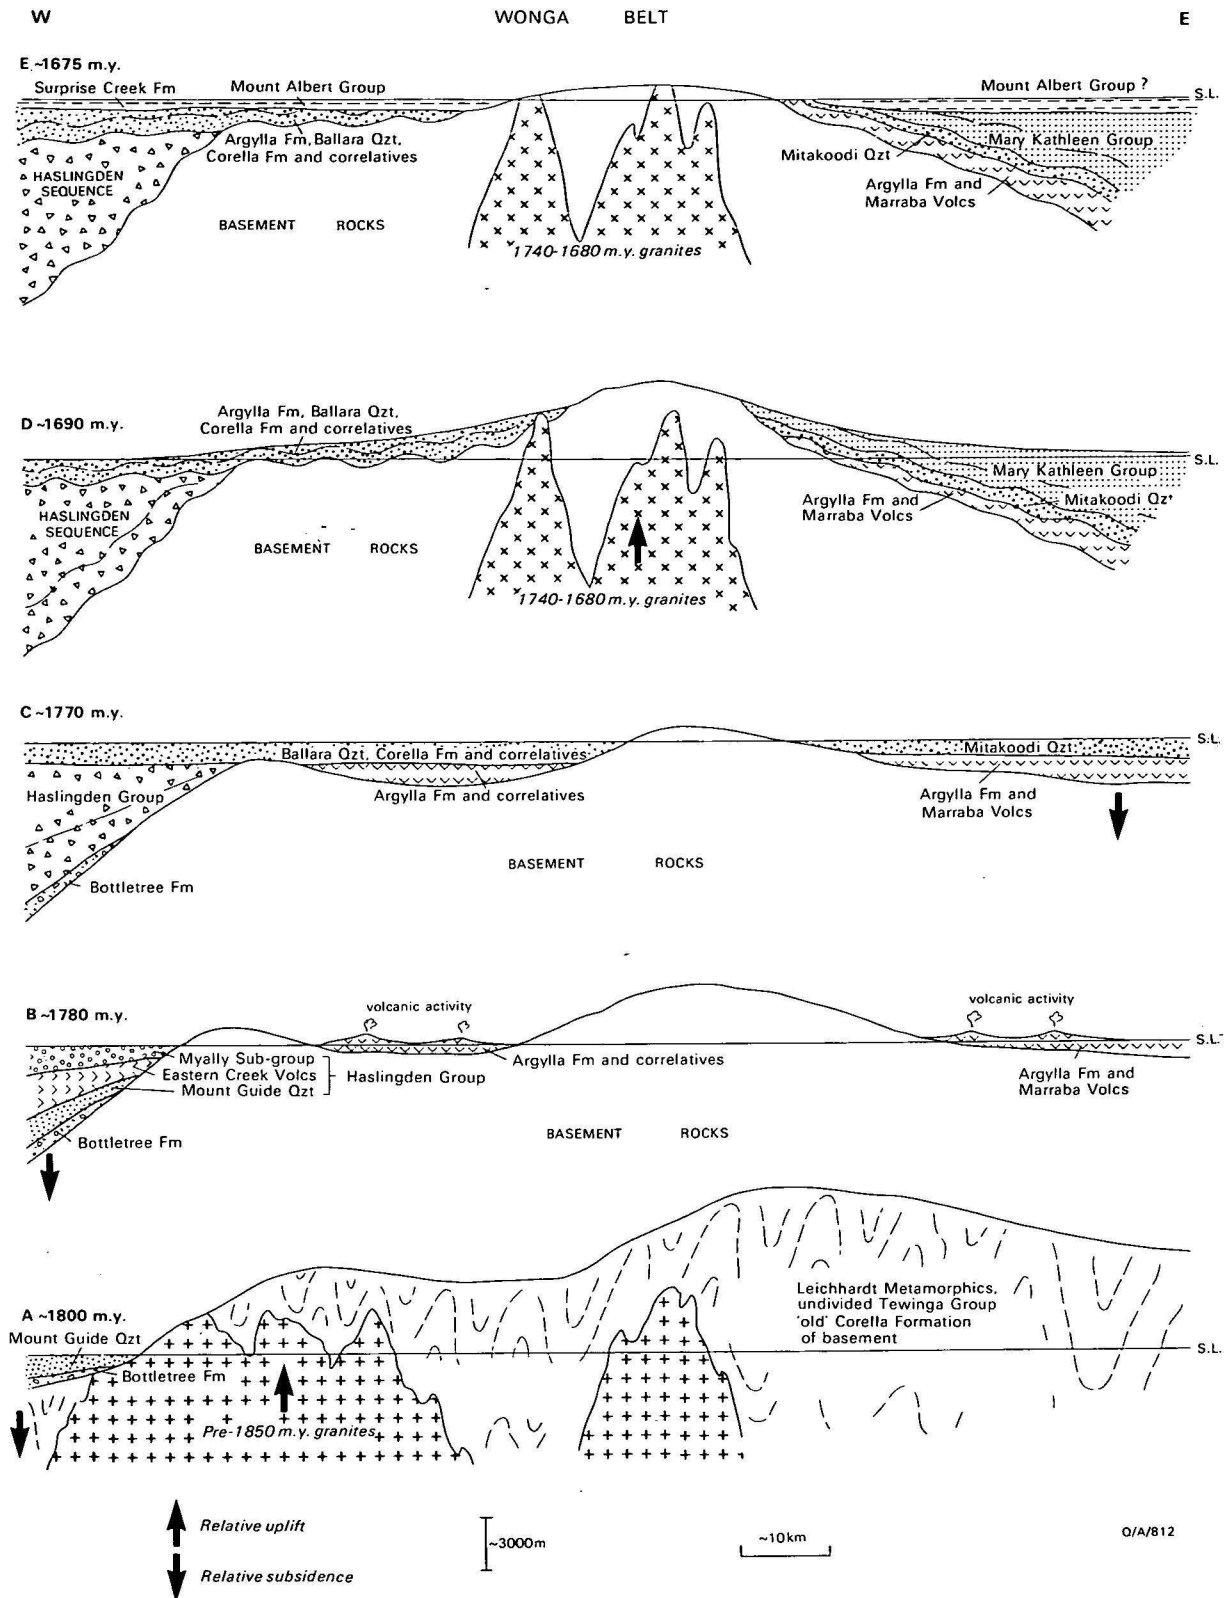 W WONGA BELT E
E ~1675 m.y.
Surprise Creek Fm
Mount Albert Group
Mount Albert Group ?
S.L.
Argylla Fm, Ballara Qzt,
Corella Fm and correlatives
Mary Kathleen Group
Mitakoodi Qzt
HASLINGDEN
SEQUENCE
Argylla Fm and
Marraba Volcs
BASEMENT ROCKS
1740-1680 m.y. granites
D ~1690 m.y.
Argylla Fm, Ballara Qzt,
Corella Fm and correlatives
S.L.
Mary Kathleen Group
Argylla Fm and
Marraba Volcs
Mitakoodi Qzt
HASLINGDEN
SEQUENCE
BASEMENT ROCKS
1740-1680 m.y. granites
C ~1770 m.y.
S.L.
Ballara Qzt, Corella Fm and correlatives
Mitakoodi Qzt
Haslingden Group
Argylla Fm and correlatives
Argylla Fm and
Marraba Volcs
BASEMENT ROCKS
Bottletree Fm
volcanic activity
volcanic activity
B ~1780 m.y.
S.L.
Myally Sub-group
Eastern Creek Volcs
Mount Guide Qzt
Haslingden Group
Argylla Fm and correlatives
Argylla Fm and
Marraba Volcs
Bottletree Fm
BASEMENT ROCKS
A ~1800 m.y.
Mount Guide Qzt
Bottletree Fm
Leichhardt Metamorphics,
undivided Tewinga Group
'old' Corella Formation
of basement
S.L.
Pre-1850 m.y. granites
Relative uplift
~3000m
~10km
Q/A/812
Relative subsidence